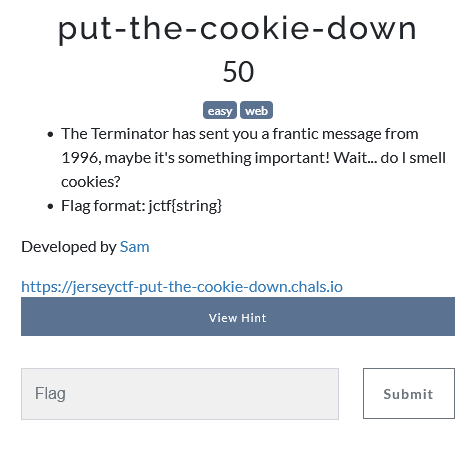 put-the-cookie-down
50
easy web
The Terminator has sent you a frantic message from
1996, maybe it's something important! Wait... do I smell
cookies?
Flag format: jctf{string}
Developed by Sam
https://jerseyctf-put-the-cookie-down.chals.io
View Hint
Flag
Submit